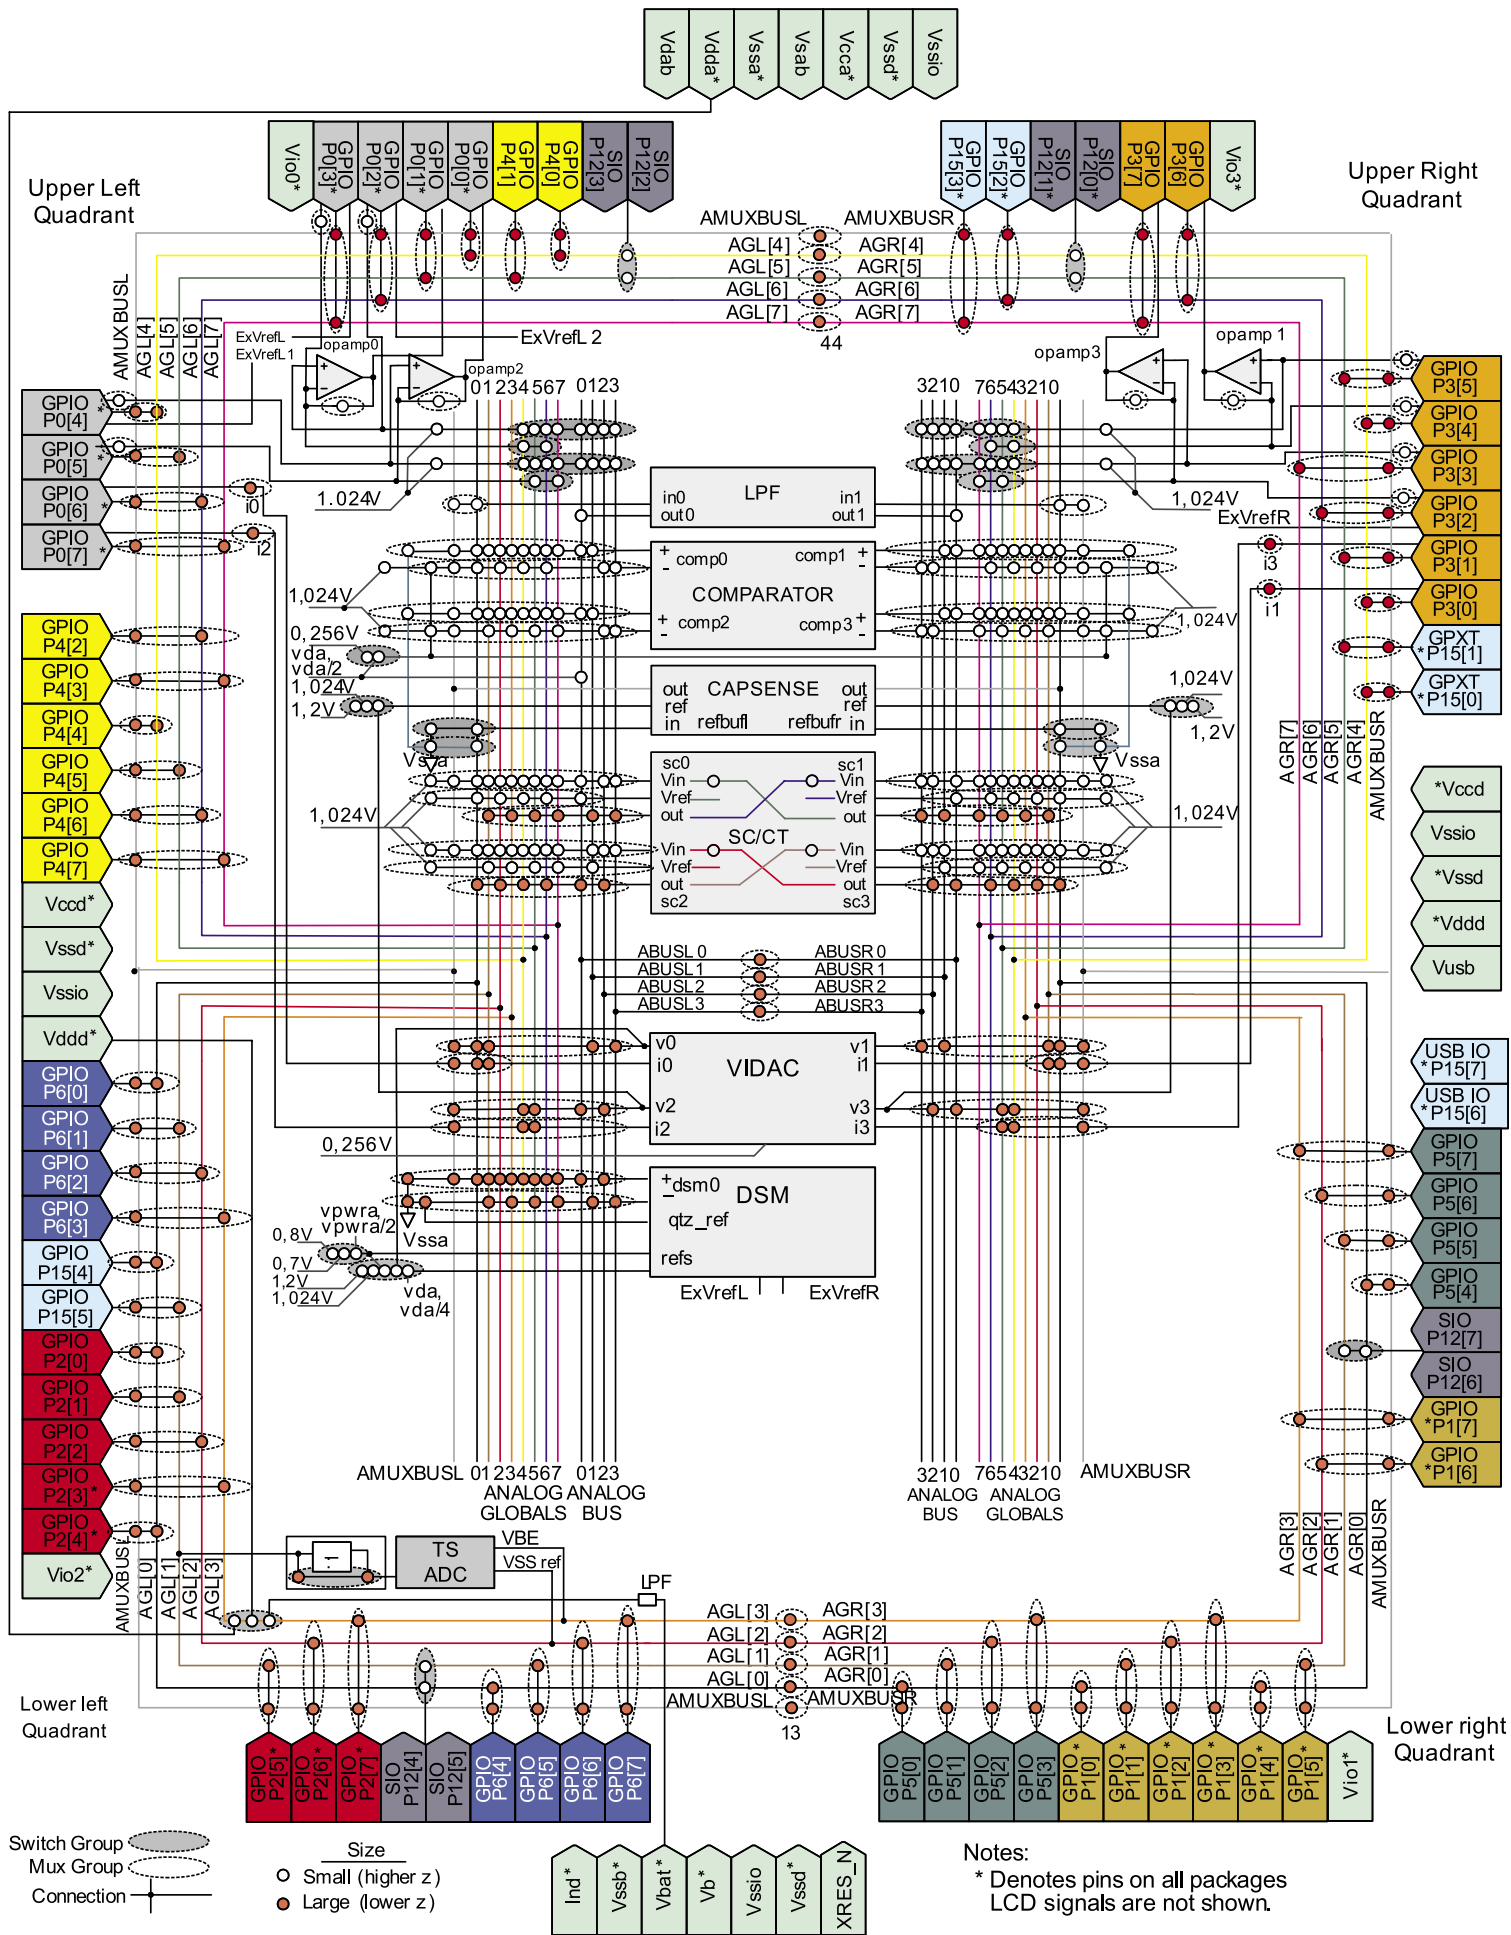 Vdab
Vdda*
Vssa*
Vsab
Vcca*
Vssd*
Vssio
Vio0*
GPIO
P0[3]*
GPIO
P0[2]*
GPIO
P0[1]*
GPIO
P0[0]*
GPIO
P4[1]
GPIO
P4[0]
SIO
P12[3]
SIO
P12[2]
GPIO
P15[3]*
GPIO
P15[2]*
SIO
P12[1]*
SIO
P12[0]*
GPIO
P3[7]
GPIO
P3[6]
Vio3*
Upper Left
Quadrant
Upper Right
Quadrant
AMUXBUSL AMUXBUSR
AGL[4] AGR[4]
AGL[5] AGR[5]
AGL[6] AGR[6]
AGL[7] AGR[7]
44
AMUXBUSL
AGL[4]
AGL[5]
AGL[6]
AGL[7]
ExVrefL
ExVrefL1
opamp0
ExVrefL 2
opamp2
opamp3
opamp 1
01 234 567 0123
3210 76543210
GPIO
P0[4] *
GPIO
P0[5] *
GPIO
P0[6] *
GPIO
P0[7] *
i0
i2
1.024V
GPIO
P3[5]
GPIO
P3[4]
GPIO
P3[3]
GPIO
P3[2]
GPIO
P3[1]
GPIO
P3[0]
GPXT
*P15[1]
GPXT
*P15[0]
1,024V
ExVrefR
i3
i1
LPF
in0 in1
out0 out1
+ comp0 comp1 +
- -
COMPARATOR
+ comp2 comp3 +
- -
1,024V
0,256V
vda,
vda/2
1,024V
1,2V
1,024V
1,024V
1,2V
CAPSENSE
out out
ref ref
in refbufl refbufr in
Vssa
Vssa
GPIO
P4[2]
GPIO
P4[3]
GPIO
P4[4]
GPIO
P4[5]
GPIO
P4[6]
GPIO
P4[7]
Vccd*
Vssd*
Vssio
Vddd*
sc0 sc1
Vin Vin
Vref Vref
out out
SC/CT
Vin Vin
Vref Vref
out out
sc2 sc3
1,024V
1,024V
AGR[7]
AGR[6]
AGR[5]
AGR[4]
AMUXBUSR
*Vccd
Vssio
*Vssd
*Vddd
Vusb
ABUSL0 ABUSR0
ABUSL1 ABUSR1
ABUSL2 ABUSR2
ABUSL3 ABUSR3
v0 v1
i0 i1
VIDAC
v2 v3
i2 i3
0,256V
USB IO
*P15[7]
USB IO
*P15[6]
GPIO
P5[7]
GPIO
P5[6]
GPIO
P5[5]
GPIO
P5[4]
SIO
P12[7]
SIO
P12[6]
GPIO
*P1[7]
GPIO
*P1[6]
GPIO
P6[0]
GPIO
P6[1]
GPIO
P6[2]
GPIO
P6[3]
GPIO
P15[4]
GPIO
P15[5]
GPIO
P2[0]
GPIO
P2[1]
GPIO
P2[2]
GPIO
P2[3]*
GPIO
P2[4]*
Vio2*
+ dsm0 DSM
-
qtz_ref
refs
ExVrefL ExVrefR
Vssa
vpwra,
vpwra/2
0,8V
0,7V
1,2V
1,024V
vda,
vda/4
AMUXBUSL 01 234567 0123
ANALOG ANALOG
GLOBALS BUS
3210 76543210 AMUXBUSR
ANALOG ANALOG
BUS GLOBALS
AMUXBUSL
AGL[0]
AGL[1]
AGL[2]
AGL[3]
TS
ADC
VBE
VSS ref
LPF
AGR[3]
AGR[2]
AGR[1]
AGR[0]
AMUXBUSR
AGL[3] AGR[3]
AGL[2] AGR[2]
AGL[1] AGR[1]
AGL[0] AGR[0]
AMUXBUSL AMUXBUSR
13
Lower left
Quadrant
Lower right
Quadrant
GPIO
P2[5]*
GPIO
P2[6]*
GPIO
P2[7]*
SIO
P12[4]
SIO
P12[5]
GPIO
P6[4]
GPIO
P6[5]
GPIO
P6[6]
GPIO
P6[7]
GPIO
P5[0]
GPIO
P5[1]
GPIO
P5[2]
GPIO
P5[3]
GPIO
P1[0]*
GPIO
P1[1]*
GPIO
P1[2]*
GPIO
P1[3]*
GPIO
P1[4]*
GPIO
P1[5]*
Vio1*
Switch Group
Mux Group
Connection
Size
Small (higher z)
Large (lower z)
Ind*
Vssb*
Vbat*
Vb*
Vssio
Vssd*
XRES_N
Notes:
* Denotes pins on all packages
LCD signals are not shown.